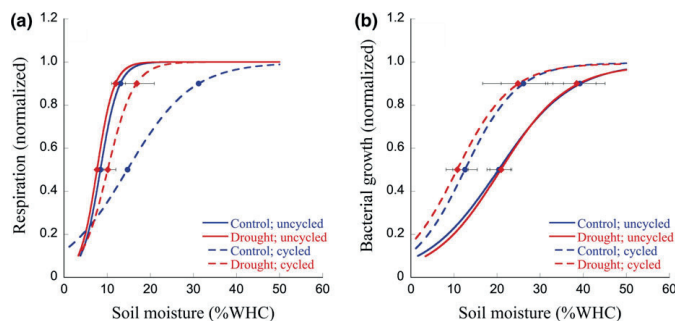 (a)
1.2
1.0
0.8
0.6
0.4
0.2
0
Respiration (normalized)
Control; uncycled
Drought; uncycled
Control; cycled
Drought; cycled
0 10 20 30 40 50 60
Soil moisture (%WHC)
(b)
1.2
1.0
0.8
0.6
0.4
0.2
0
Bacterial growth (normalized)
Control; uncycled
Drought; uncycled
Control; cycled
Drought; cycled
0 10 20 30 40 50 60
Soil moisture (%WHC)